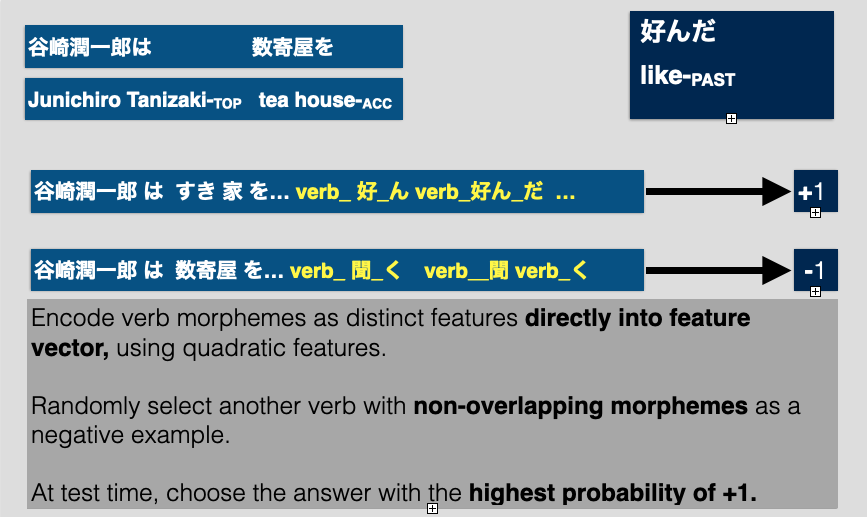 谷崎潤一郎は 数寄屋を
Junichiro Tanizaki-TOP tea house-ACC
好んだ
like-PAST
谷崎潤一郎 は すき 家 を... verb_ 好_ん verb_好ん_だ ...
+1
谷崎潤一郎 は 数寄屋 を... verb_ 聞_く verb__聞 verb_く
-1
Encode verb morphemes as distinct features directly into feature
vector, using quadratic features.
Randomly select another verb with non-overlapping morphemes as a
negative example.
At test time, choose the answer with the highest probability of +1.